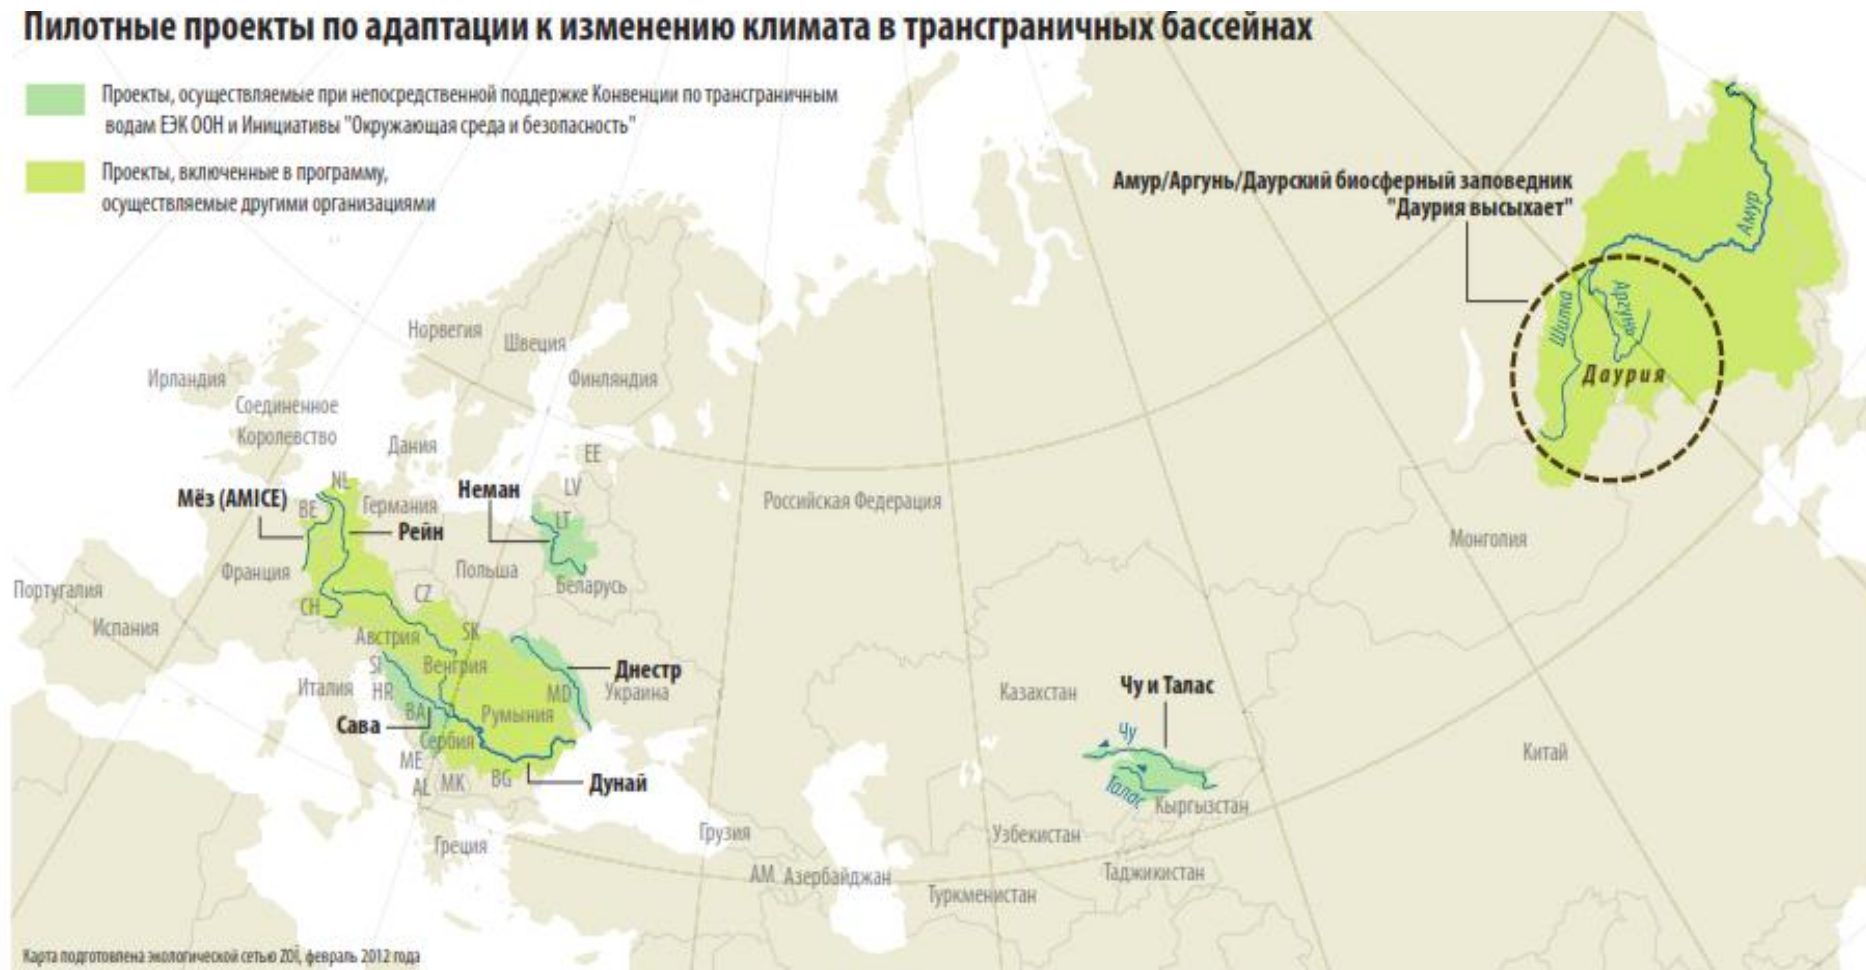 Пилотные проекты по адаптации к изменению климата в трансграничных бассейнах
Проекты, осуществляемые при непосредственной поддержке Конвенции по трансграничным
водам ЕЭК ООН и Инициативы "Окружающая среда и безопасность"
Проекты, включенные в программу,
осуществляемые другими организациями
Амур/Аргунь/Даурский биосферный заповедник
"Даурия высыхает"
Амур
Шилка
Аргунь
Даурия
Норвегия
Швеция
Финляндия
Ирландия
Соединенное
Королевство
Дания
EE
LV
LT
NL
BE
Мёз (AMICE)
Германия
Рейн
Неман
Российская Федерация
Монголия
Франция
Польша
Беларусь
Португалия
Испания
CH
CZ
SK
Австрия
Венгрия
SI
HR
Италия
BA
Сава
Сербия
Румыния
MD
Днестр
Украина
ME
AL
MK
BG
Дунай
Греция
Казахстан
Чу и Талас
Чу
Талас
Кыргызстан
Китай
Грузия
AM
Азербайджан
Узбекистан
Таджикистан
Туркменистан
Карта подготовлена экологической сетью ZOЇ, февраль 2012 года